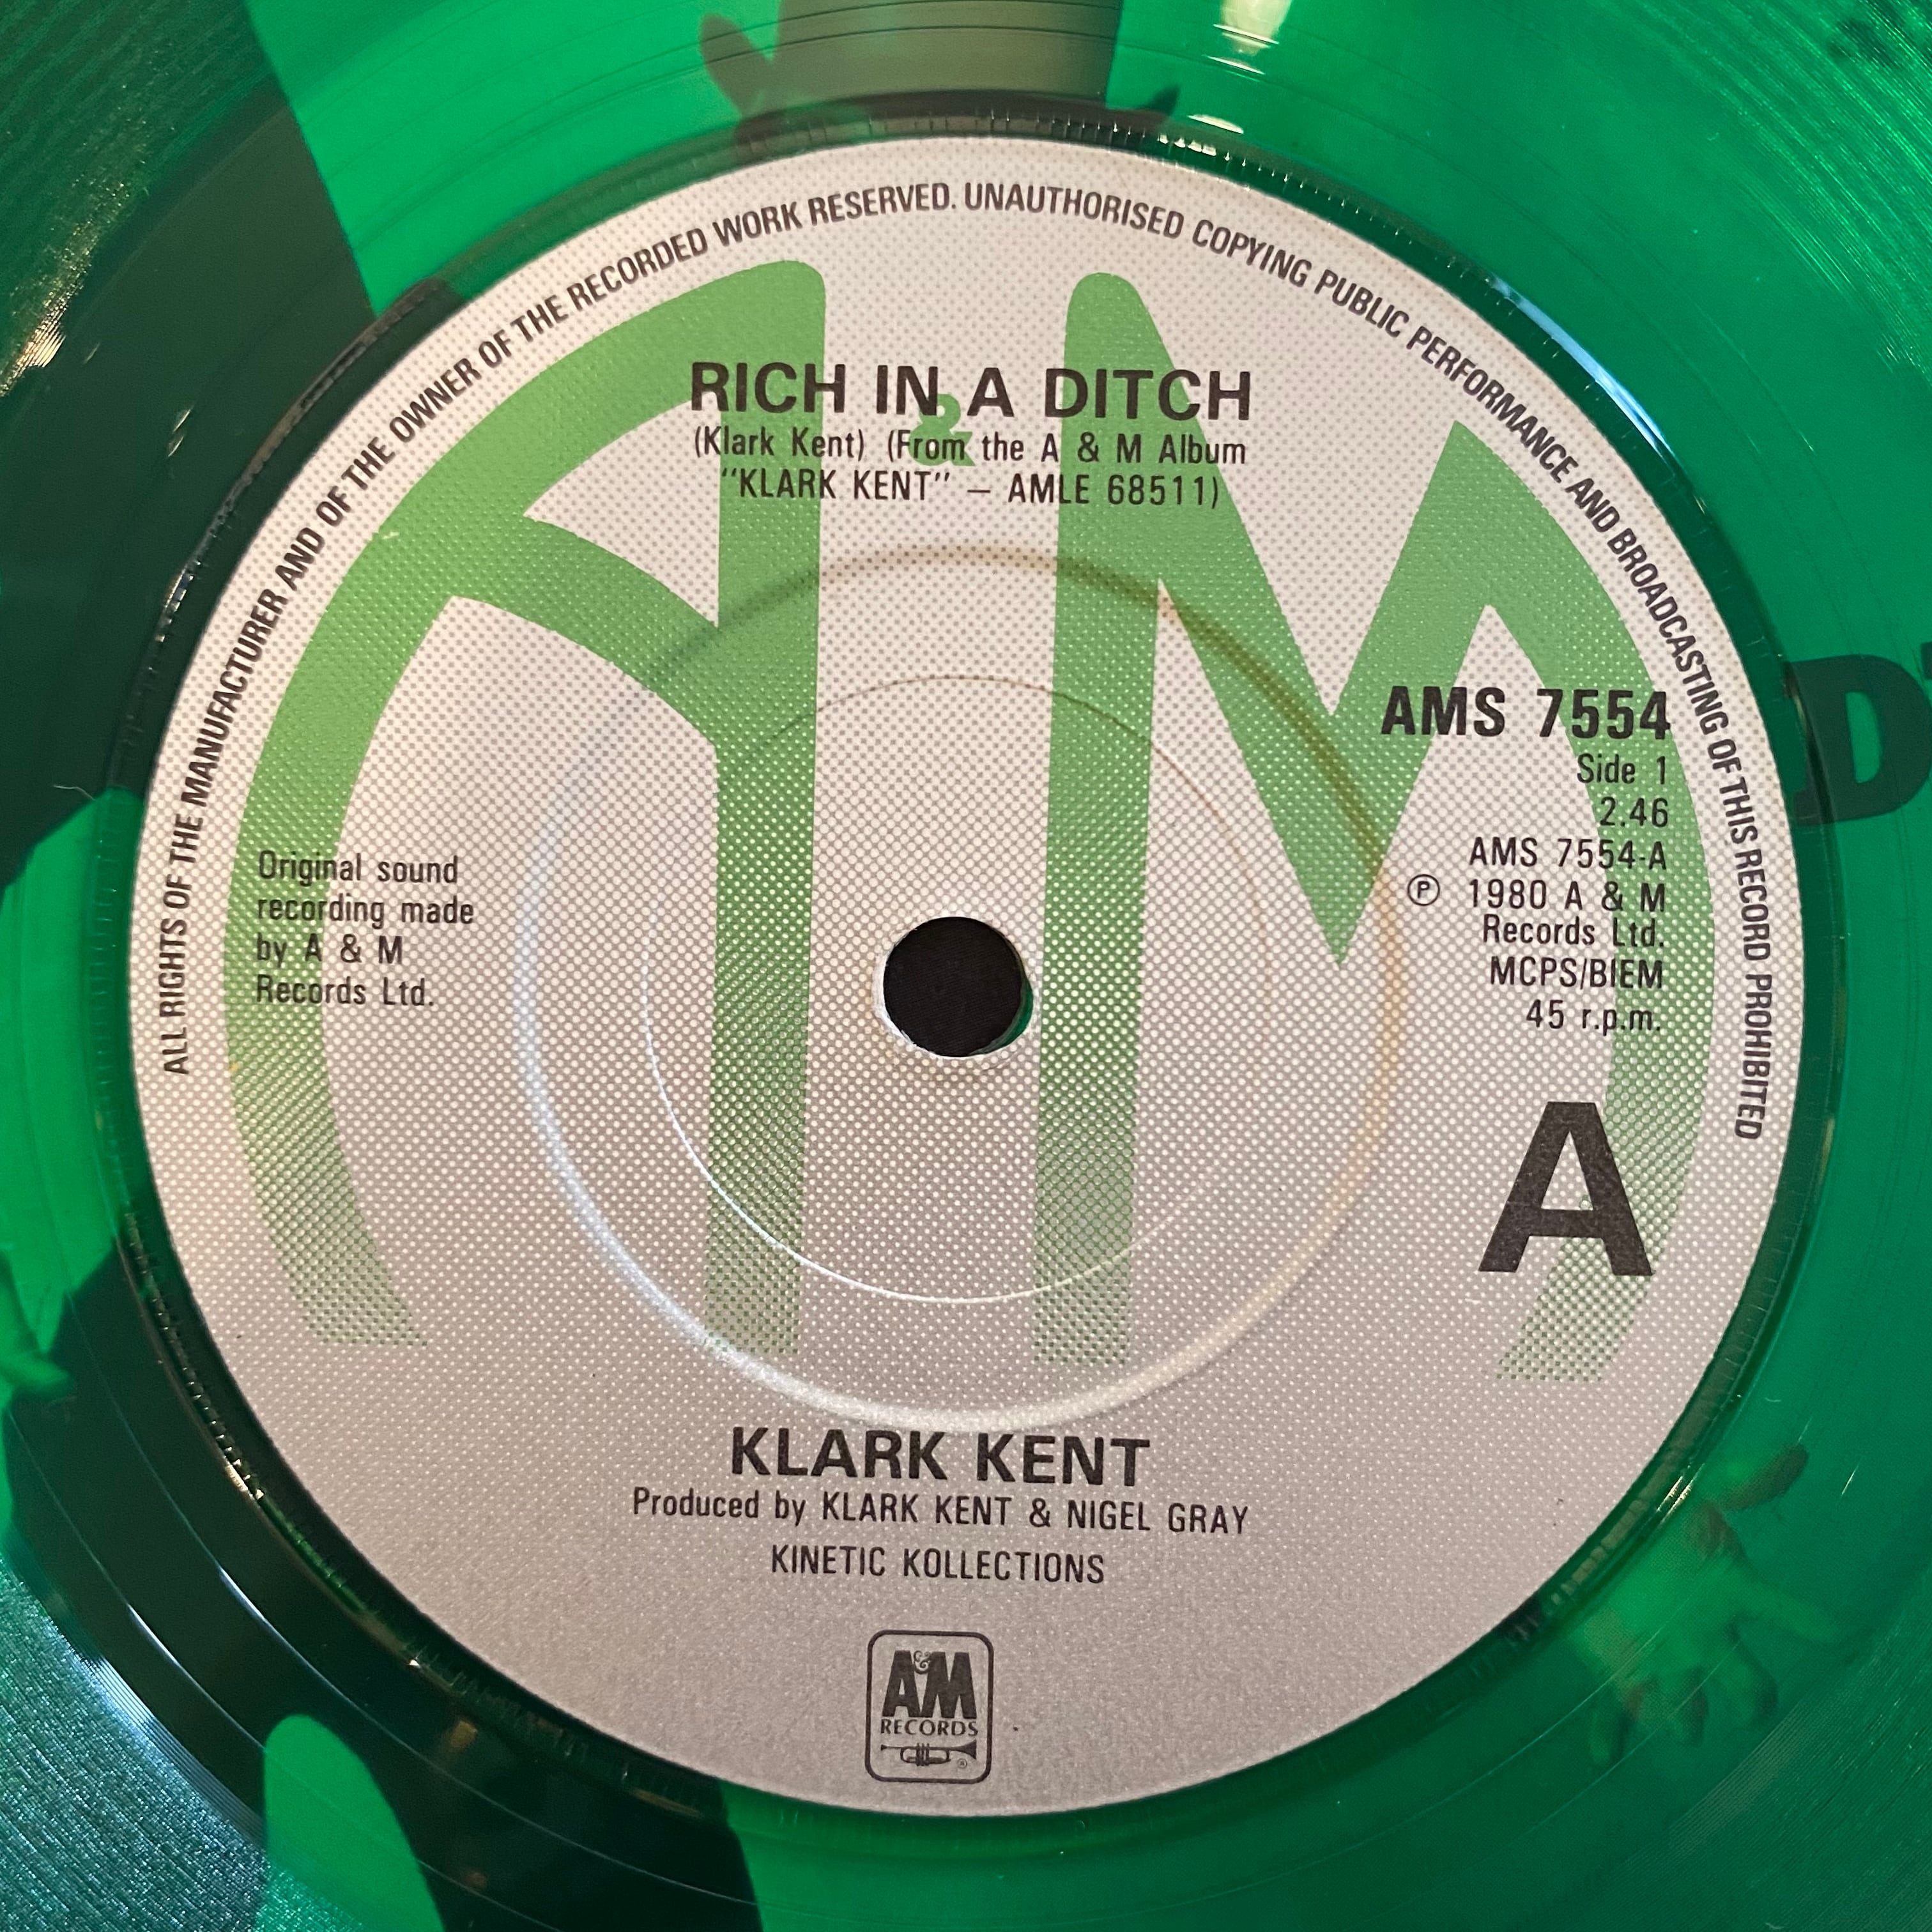 ALL RIGHTS OF THE MANUFACTURER AND OF THE OWNER OF THE RECORDED WORK RESERVED. UNAUTHORISED COPYING PUBLIC PERFORMANCE AND BROADCASTING OF THIS RECORD PROHIBITED
A & M
RICH IN A DITCH
(Klark Kent) (From the A & M Album
"KLARK KENT" – AMLE 68511)
AMS 7554
Side 1
2.46
AMS 7554-A
℗ 1980 A & M
Records Ltd.
MCPS/BIEM
45 r.p.m.
Original sound
recording made
by A & M
Records Ltd.
A
KLARK KENT
Produced by KLARK KENT & NIGEL GRAY
KINETIC KOLLECTIONS
A&M
RECORDS
®